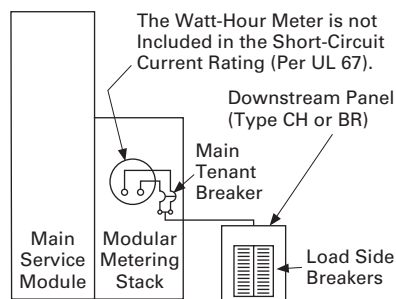 The Watt-Hour Meter is not
Included in the Short-Circuit
Current Rating (Per UL 67).
Downstream Panel
(Type CH or BR)
Main
Tenant
Breaker
Main
Service
Module
Modular
Metering
Stack
Load Side
Breakers